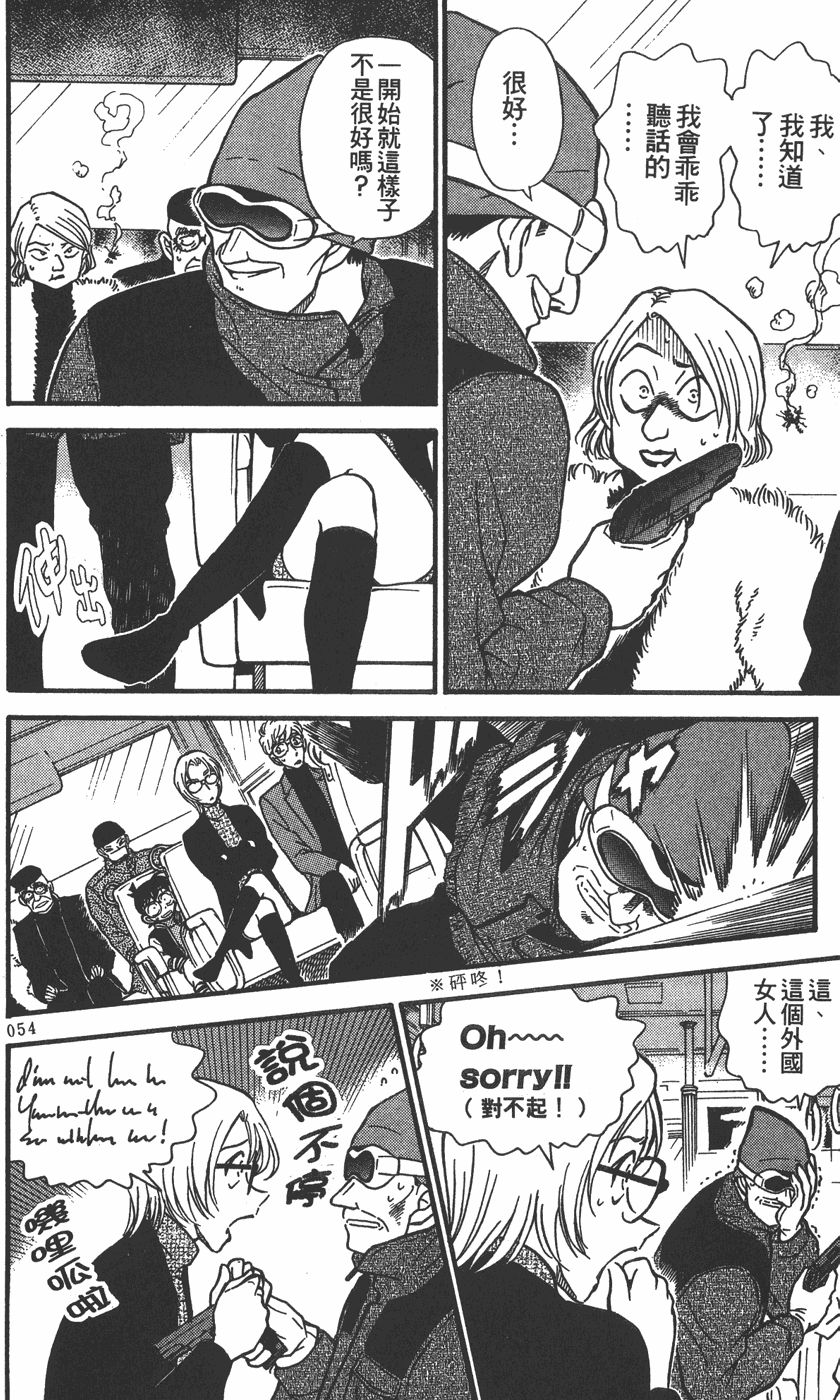 我、
我知道
了……
我會乖乖
聽話的
……
很好…
一開始就這樣子
不是很好嗎？
伸出
※砰咚！
這、
這個外國
女人……
Oh~~~
sorry!!
（對不起！）
說個不停
嘰哩呱啦
054